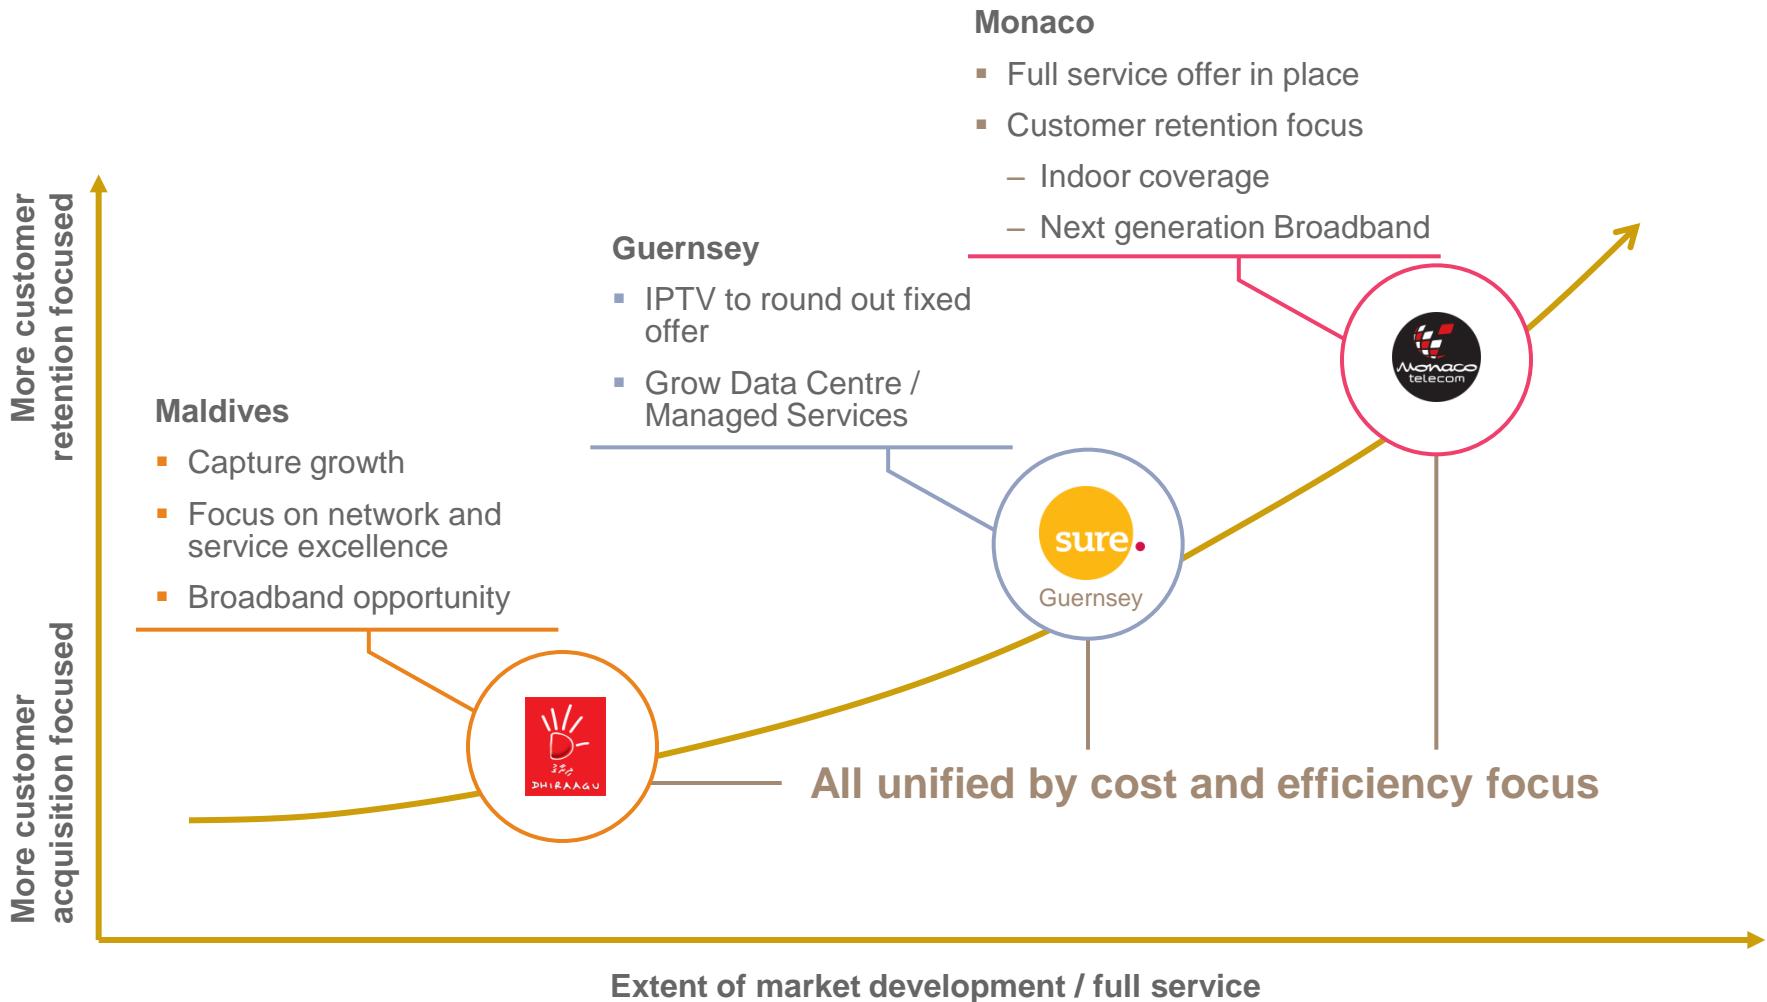 Monaco
Full service offer in place
Customer retention focus
– Indoor coverage
– Next generation Broadband
Guernsey
IPTV to round out fixed
offer
Grow Data Centre /
Managed Services
Maldives
Capture growth
Focus on network and
service excellence
Broadband opportunity
More customer
retention focused
More customer
acquisition focused
Monaco
telecom
sure.
Guernsey
ދިރާގު
DHIRAAGU
All unified by cost and efficiency focus
Extent of market development / full service